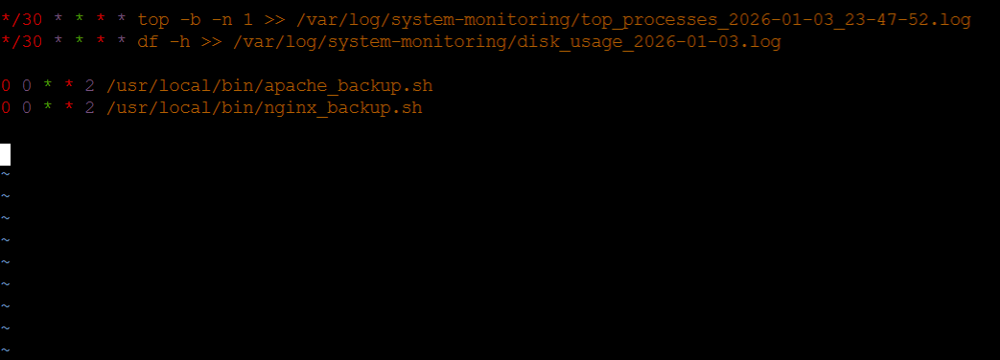 */30 * * * * top -b -n 1 >> /var/log/system-monitoring/top_processes_2026-01-03_23-47-52.log
*/30 * * * * df -h >> /var/log/system-monitoring/disk_usage_2026-01-03.log
0 0 * * 2 /usr/local/bin/apache_backup.sh
0 0 * * 2 /usr/local/bin/nginx_backup.sh
~
~
~
~
~
~
~
~
~